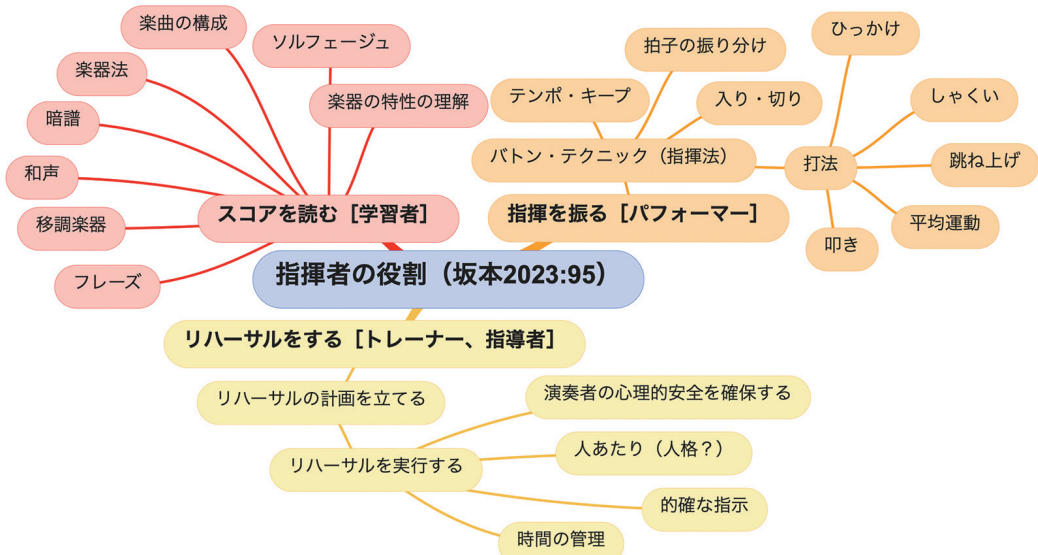 楽曲の構成
ソルフェージュ
楽器法
楽器の特性の理解
暗譜
和声
移調楽器
フレーズ
スコアを読む［学習者］
拍子の振り分け
ひっかけ
テンポ・キープ
入り・切り
しゃくい
バトン・テクニック（指揮法）
打法
跳ね上げ
平均運動
叩き
指揮を振る［パフォーマー］
指揮者の役割（坂本2023:95）
リハーサルをする［トレーナー、指導者］
リハーサルの計画を立てる
リハーサルを実行する
演奏者の心理的安全を確保する
人あたり（人格？）
的確な指示
時間の管理